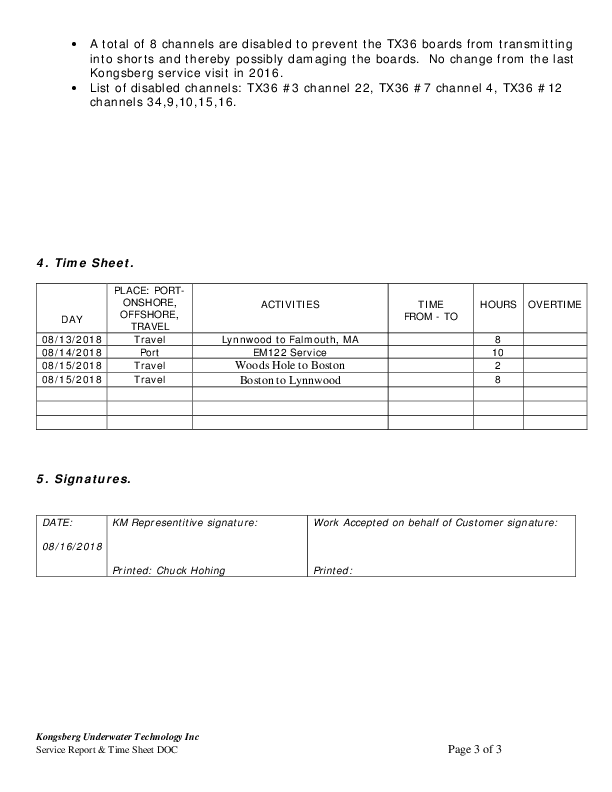 • A total of 8 channels are disabled to prevent the TX36 boards from transmitting
into shorts and thereby possibly damaging the boards. No change from the last
Kongsberg service visit in 2016.
• List of disabled channels: TX36 #3 channel 22, TX36 #7 channel 4, TX36 #12
channels 34,9,10,15,16.
4. Time Sheet.
DAY PLACE: PORT-ONSHORE, OFFSHORE, TRAVEL ACTIVITIES TIME FROM - TO HOURS OVERTIME
08/13/2018 Travel Lynnwood to Falmouth, MA 8
08/14/2018 Port EM122 Service 10
08/15/2018 Travel Woods Hole to Boston 2
08/15/2018 Travel Boston to Lynnwood 8
5. Signatures.
DATE: KM Representitive signature: Work Accepted on behalf of Customer signature:
08/16/2018
Printed: Chuck Hohing Printed:
Kongsberg Underwater Technology Inc
Service Report & Time Sheet DOC Page 3 of 3